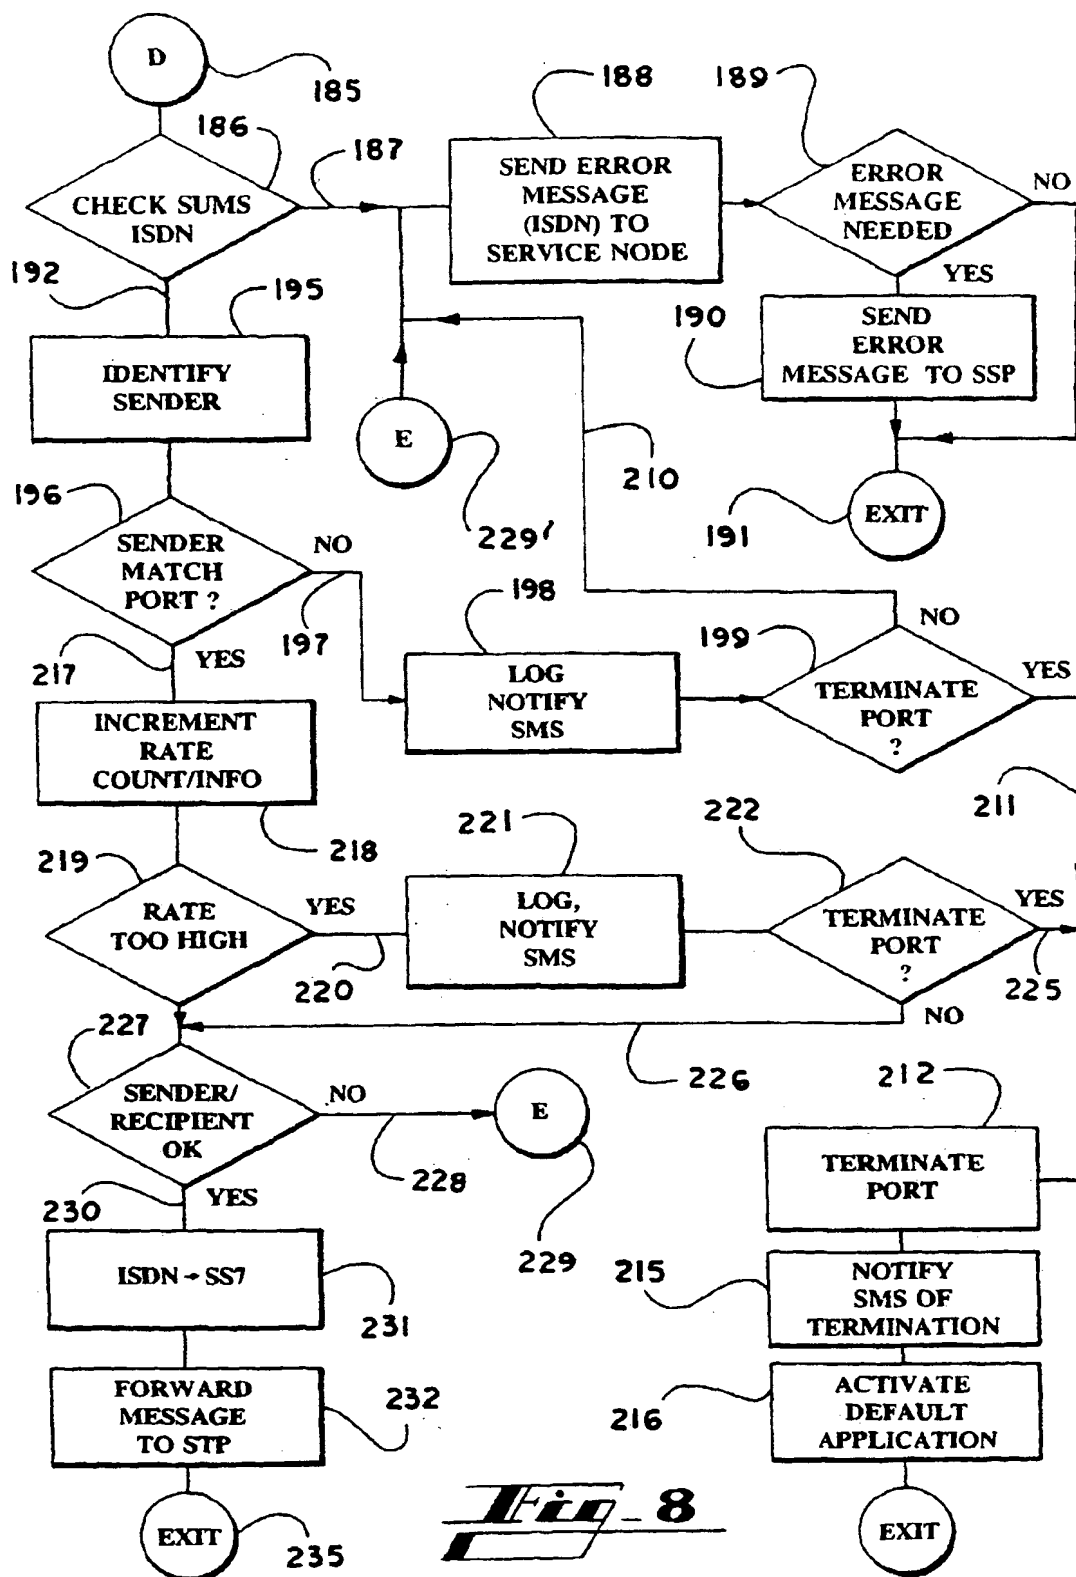 D
185
186
187
188
189
CHECK SUMS
ISDN
SEND ERROR
MESSAGE
(ISDN) TO
SERVICE NODE
ERROR
MESSAGE
NEEDED
NO
YES
192
195
IDENTIFY
SENDER
190
SEND
ERROR
MESSAGE TO SSP
E
229'
210
191
EXIT
196
SENDER
MATCH
PORT ?
NO
197
198
199
NO
YES
217
YES
LOG
NOTIFY
SMS
TERMINATE
PORT
?
INCREMENT
RATE
COUNT/INFO
218
211
219
221
222
RATE
TOO HIGH
YES
220
LOG,
NOTIFY
SMS
TERMINATE
PORT
?
YES
225
NO
227
226
SENDER/
RECIPIENT
OK
NO
228
E
229
212
TERMINATE
PORT
230
YES
ISDN→SS7
231
215
NOTIFY
SMS OF
TERMINATION
FORWARD
MESSAGE
TO STP
232
216
ACTIVATE
DEFAULT
APPLICATION
EXIT
235
EXIT
Fig_8